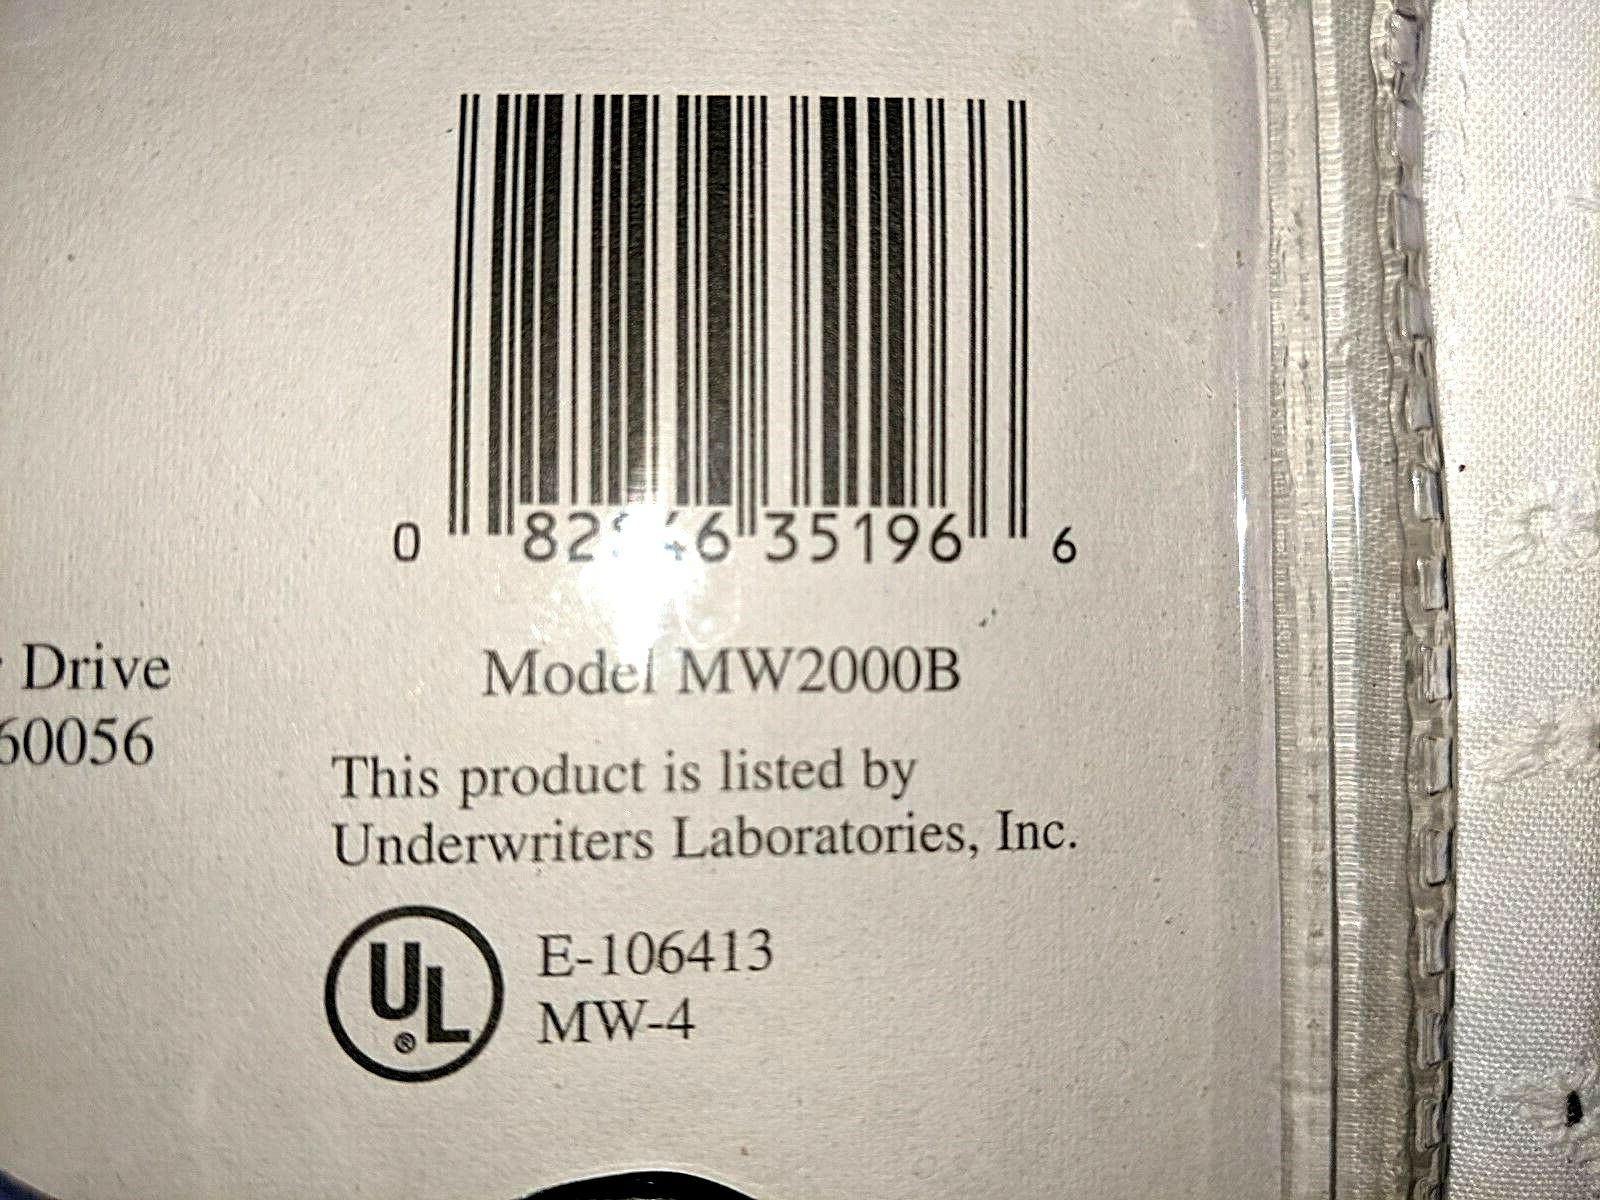 0 35196 6
Drive
60056
Model MW2000B
This product is listed by
Underwriters Laboratories, Inc.
UL
®
E-106413
MW-4